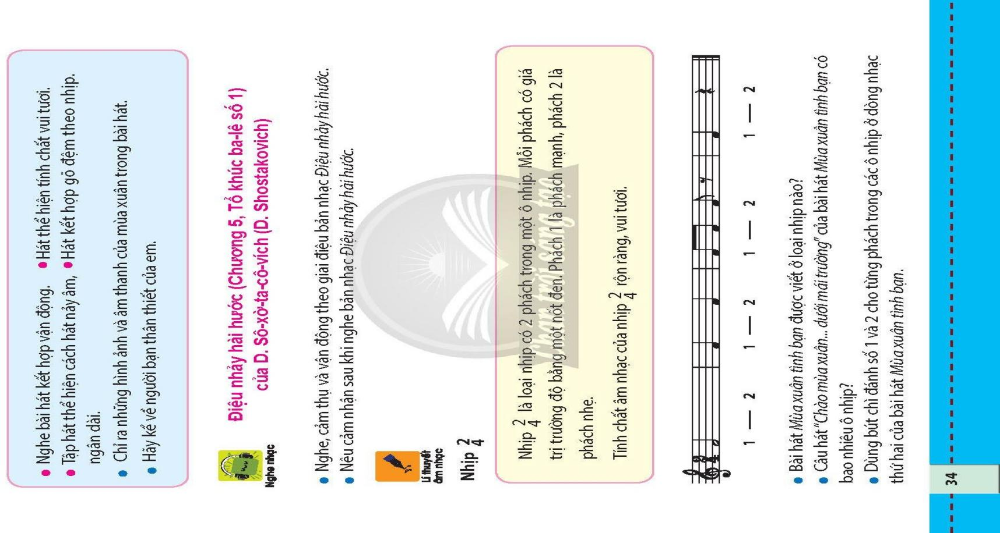 ● Nghe bài hát kết hợp vận động. ● Hát thể hiện tính chất vui tươi.
● Tập hát thể hiện cách hát nảy âm, ● Hát kết hợp gõ đệm theo nhịp.
ngân dài.
● Chỉ ra những hình ảnh và âm thanh của mùa xuân trong bài hát.
● Hãy kể về người bạn thân thiết của em.
Nghe nhạc
Điệu nhảy hài hước (Chương 5, Tổ khúc ba-lê số 1)
của D. Sô-xờ-ta-cô-vích (D. Shostakovich)
● Nghe, cảm thụ và vận động theo giai điệu bản nhạc Điệu nhảy hài hước.
● Nêu cảm nhận sau khi nghe bản nhạc Điệu nhảy hài hước.
Lí thuyết
âm nhạc
Nhịp 2/4
Nhịp 2/4 là loại nhịp có 2 phách trong một ô nhịp. Mỗi phách có giá
trị trường độ bằng một nốt đen. Phách 1 là phách mạnh, phách 2 là
phách nhẹ.
Tính chất âm nhạc của nhịp 2/4 rộn ràng, vui tươi.
Chân trời sáng tạo
2/4
1 — 2 1 — 2 1 — 2 1 — 2
● Bài hát Mùa xuân tình bạn được viết ở loại nhịp nào?
● Câu hát "Chào mùa xuân... dưới mái trường" của bài hát Mùa xuân tình bạn có
bao nhiêu ô nhịp?
● Dùng bút chì đánh số 1 và 2 cho từng phách trong các ô nhịp ở dòng nhạc
thứ hai của bài hát Mùa xuân tình bạn.
34